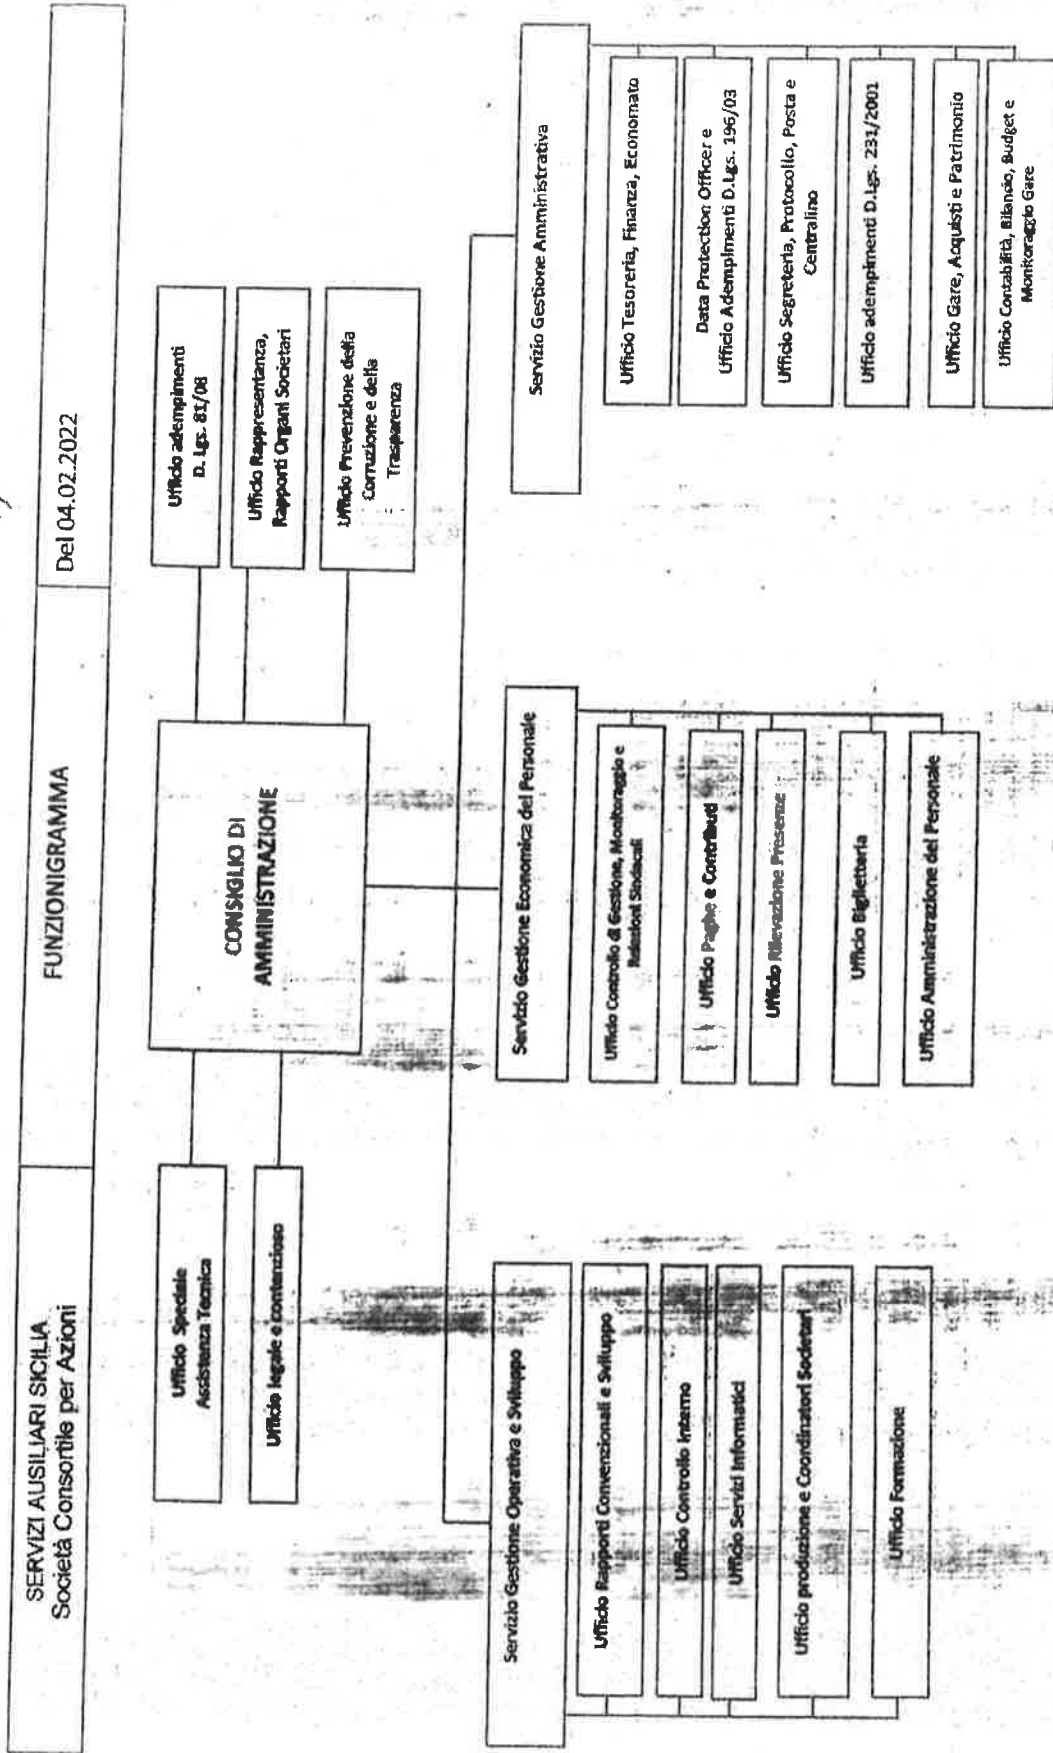 SERVIZI AUSILIARI SICILIA
Società Consortile per Azioni
FUNZIONIGRAMMA
Del 04.02.2022
Ufficio Speciale
Assistenza Tecnica
Ufficio legale e contenzioso
CONSIGLIO DI
AMMINISTRAZIONE
Ufficio adempimenti
D. Lgs. 81/08
Ufficio Rappresentanza,
Rapporti Organi Societari
Ufficio Prevenzione della
Corruzione e della
Trasparenza
Servizio Gestione Operativa e Sviluppo
Ufficio Rapporti Convenzionali e Sviluppo
Ufficio Controllo Interno
Ufficio Servizi Informatici
Ufficio produzione e Coordinatori Societari
Ufficio Formazione
Servizio Gestione Economica del Personale
Ufficio Controllo di Gestione, Monitoraggio e
Relazioni Sindacali
Ufficio Paghe e Contributi
Ufficio Rilevazione Presenze
Ufficio Biglietteria
Ufficio Amministrazione del Personale
Servizio Gestione Amministrativa
Ufficio Tesoreria, Finanza, Economato
Data Protection Officer e
Ufficio Adempimenti D.Lgs. 196/03
Ufficio Segreteria, Protocollo, Posta e
Centralino
Ufficio adempimenti D.Lgs. 231/2001
Ufficio Gare, Acquisti e Patrimonio
Ufficio Contabilità, Bilancio, Budget e
Monitoraggio Gare